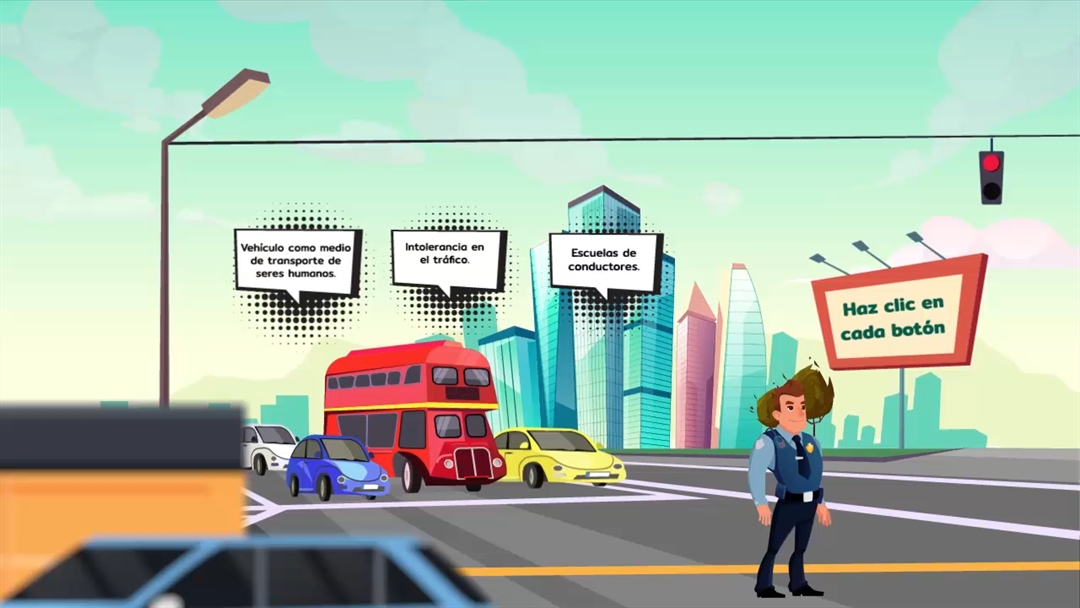 Vehículo como medio
de transporte de
seres humanos.
Intolerancia en
el tráfico.
Escuelas de
conductores.
Haz clic en
cada botón